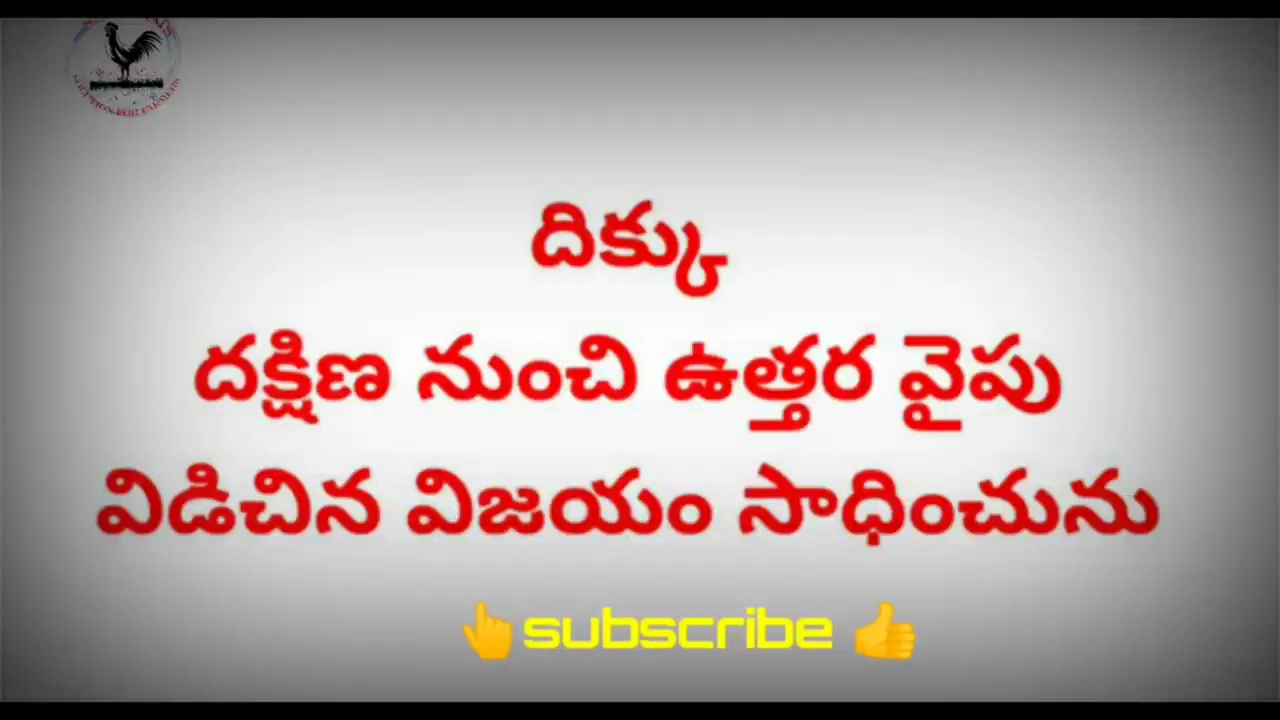 దిక్కు
దక్షిణ నుంచి ఉత్తర వైపు
విడిచిన విజయం సాధించును
👆subscribe 👍